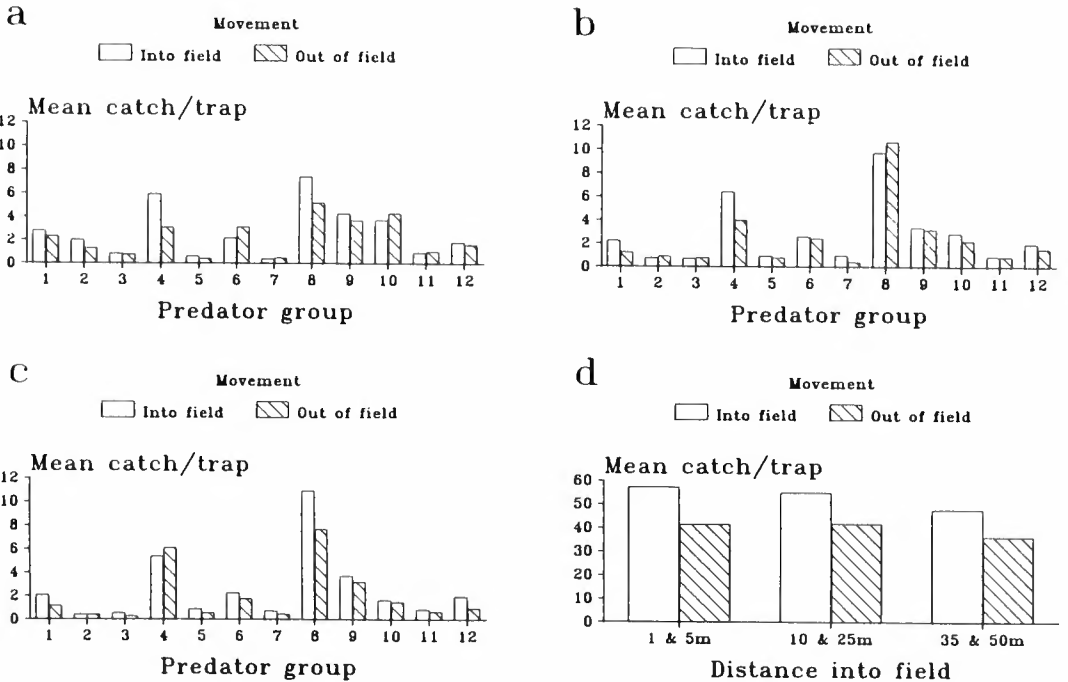 a
Movement
Into field Out of field
Mean catch/trap
12
10
8
6
4
2
0
1 2 3 4 5 6 7 8 9 10 11 12
Predator group
b
Movement
Into field Out of field
Mean catch/trap
12
10
8
6
4
2
0
1 2 3 4 5 6 7 8 9 10 11 12
Predator group
c
Movement
Into field Out of field
Mean catch/trap
12
10
8
6
4
2
0
1 2 3 4 5 6 7 8 9 10 11 12
Predator group
d
Movement
Into field Out of field
Mean catch/trap
60
50
40
30
20
10
0
1 & 5m 10 & 25m 35 & 50m
Distance into field